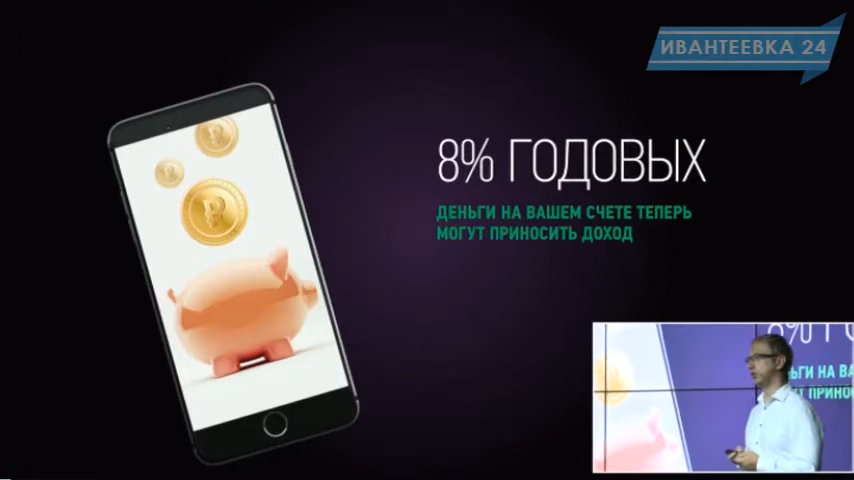 ИВАНТЕЕВКА 24
8% ГОДОВЫХ
ДЕНЬГИ НА ВАШЕМ СЧЕТЕ ТЕПЕРЬ
МОГУТ ПРИНОСИТЬ ДОХОД